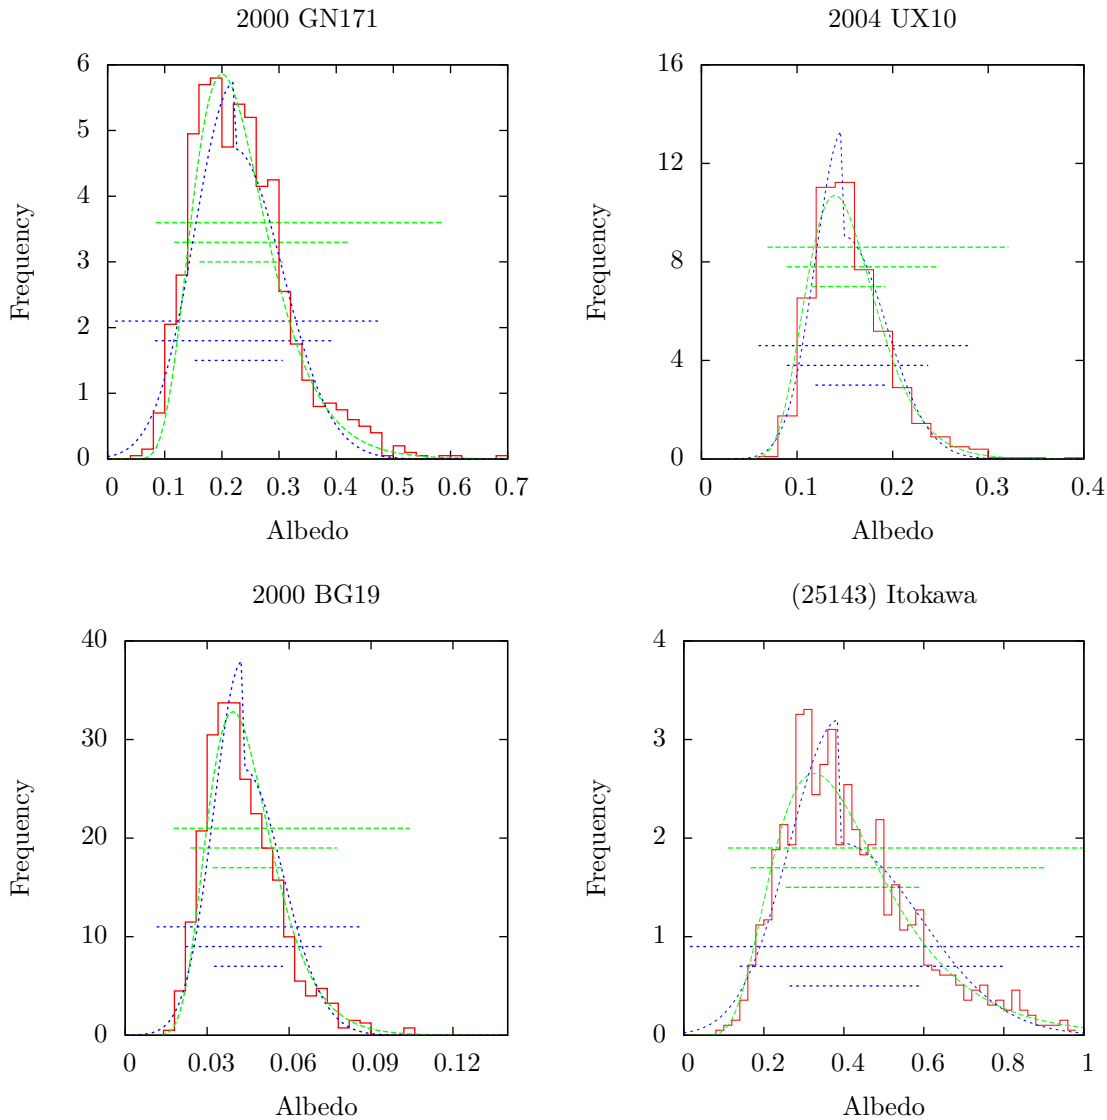 2000 GN171
6
5
4
3
2
1
0
Frequency
0 0.1 0.2 0.3 0.4 0.5 0.6 0.7
Albedo
2004 UX10
16
12
8
4
0
Frequency
0 0.1 0.2 0.3 0.4
Albedo
2000 BG19
40
30
20
10
0
Frequency
0 0.03 0.06 0.09 0.12
Albedo
(25143) Itokawa
4
3
2
1
0
Frequency
0 0.2 0.4 0.6 0.8 1
Albedo